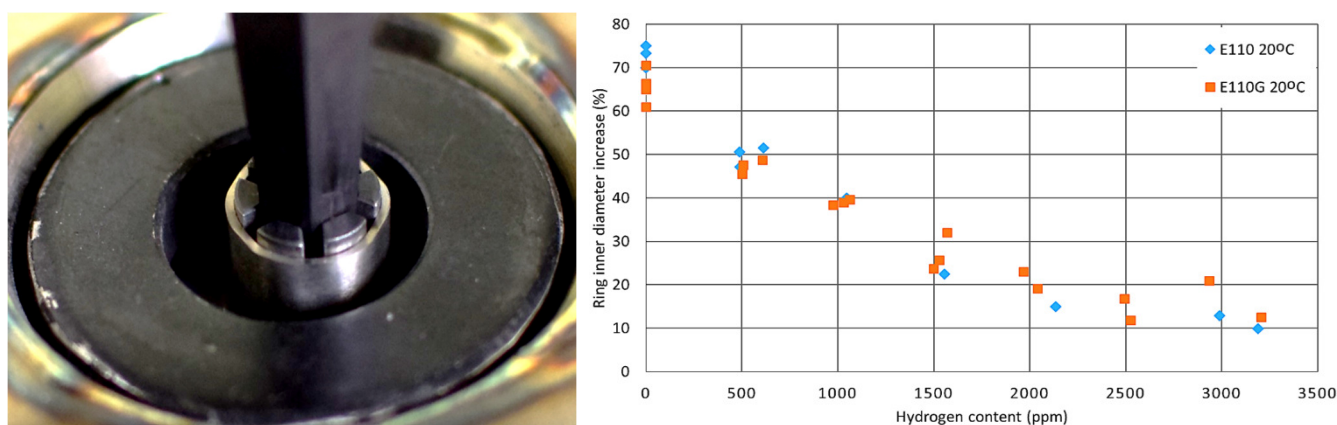 80
70
60
50
40
30
20
10
0
Ring inner diameter increase (%)
E110 20ºC
E110G 20ºC
0 500 1000 1500 2000 2500 3000 3500
Hydrogen content (ppm)